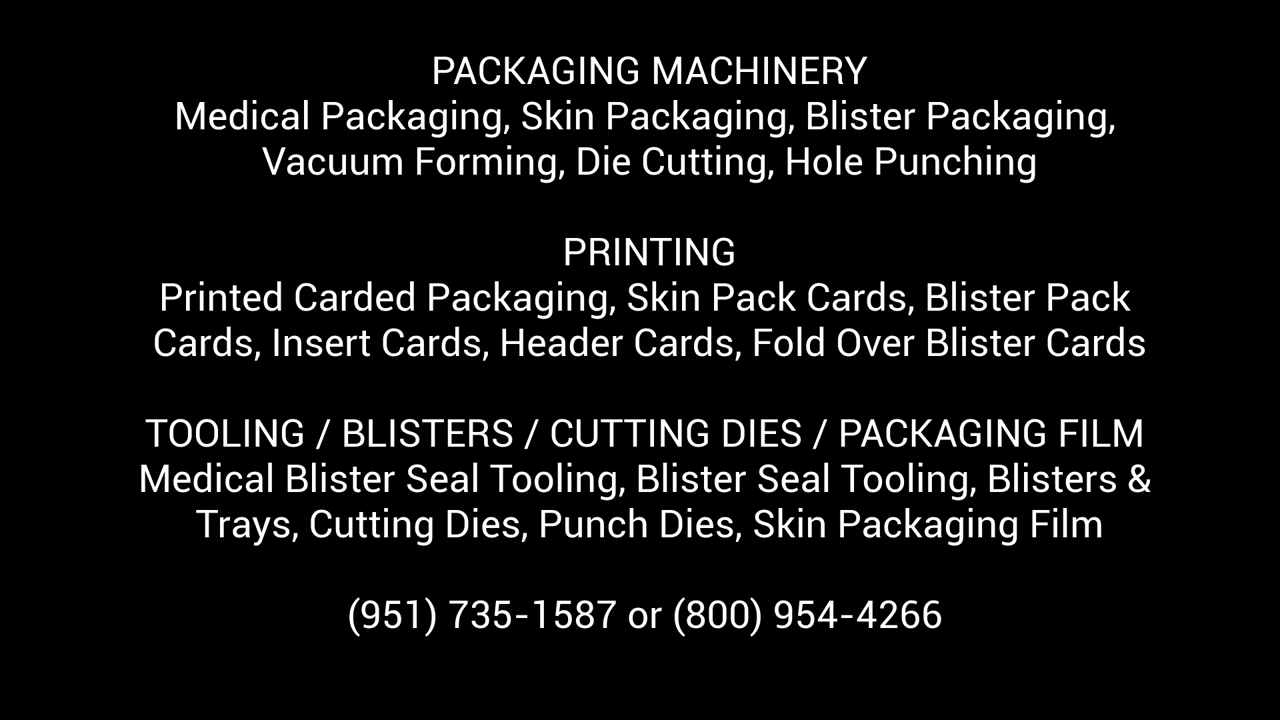 PACKAGING MACHINERY
Medical Packaging, Skin Packaging, Blister Packaging,
Vacuum Forming, Die Cutting, Hole Punching
PRINTING
Printed Carded Packaging, Skin Pack Cards, Blister Pack
Cards, Insert Cards, Header Cards, Fold Over Blister Cards
TOOLING / BLISTERS / CUTTING DIES / PACKAGING FILM
Medical Blister Seal Tooling, Blister Seal Tooling, Blisters &
Trays, Cutting Dies, Punch Dies, Skin Packaging Film
(951) 735-1587 or (800) 954-4266